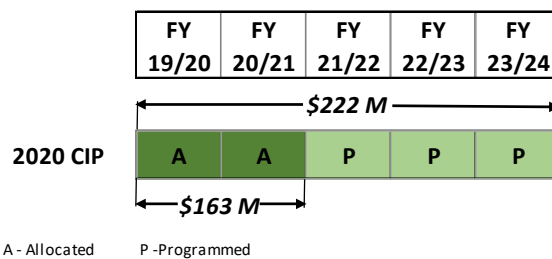 FY FY FY FY FY
19/20 20/21 21/22 22/23 23/24
$222 M
2020 CIP A A P P P
$163 M
A - Allocated P -Programmed